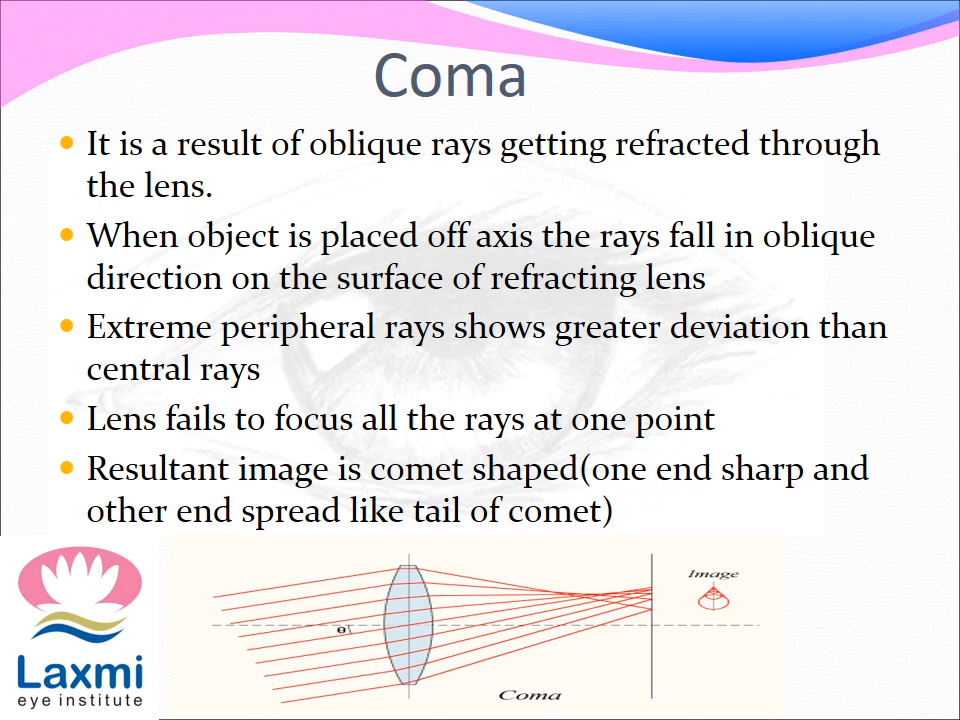 Coma
It is a result of oblique rays getting refracted through
the lens.
When object is placed off axis the rays fall in oblique
direction on the surface of refracting lens
Extreme peripheral rays shows greater deviation than
central rays
Lens fails to focus all the rays at one point
Resultant image is comet shaped(one end sharp and
other end spread like tail of comet)
Image
θ
Coma
Laxmi
eye institute